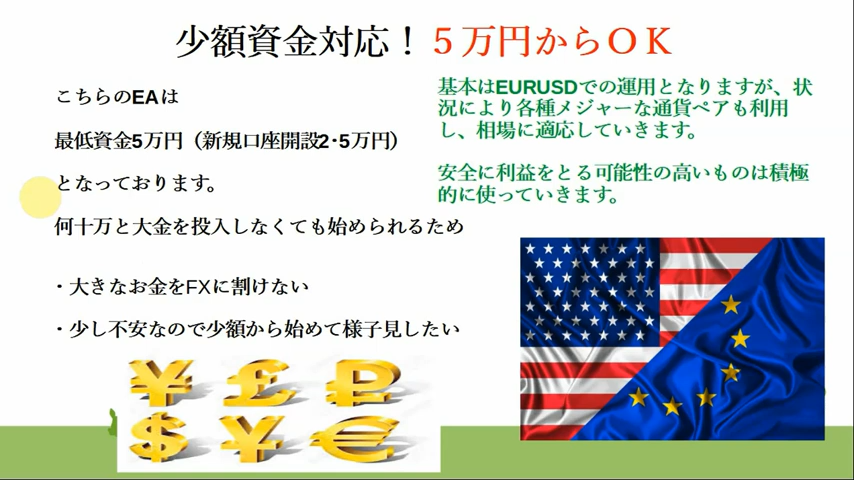 少額資金対応！５万円からＯＫ
こちらのEAは
最低資金5万円（新規口座開設2･5万円）
となっております。
何十万と大金を投入しなくても始められるため
・大きなお金をFXに割けない
・少し不安なので少額から始めて様子見したい
基本はEURUSDでの運用となりますが、状
況により各種メジャーな通貨ペアも利用
し、相場に適応していきます。
安全に利益をとる可能性の高いものは積極
的に使っていきます。